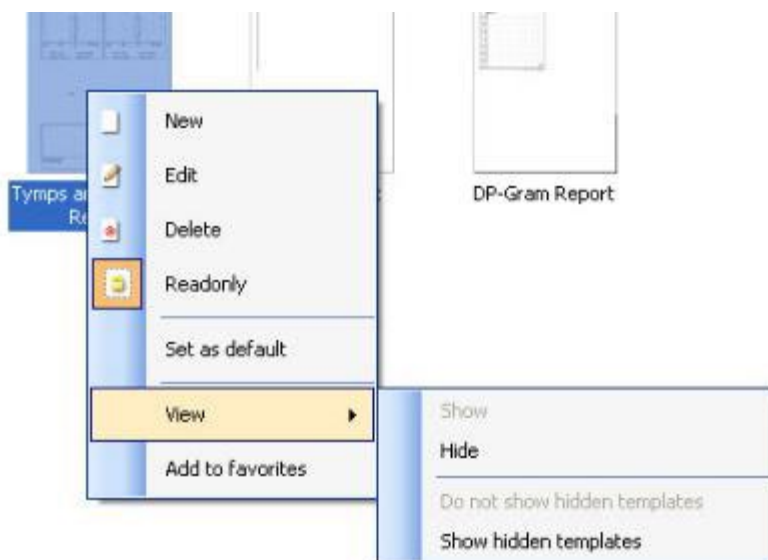 New
Edit
Tymps a
Re
DP-Gram Report
Delete
Readonly
Set as default
View
Show
Hide
Add to favorites
Do not show hidden templates
Show hidden templates